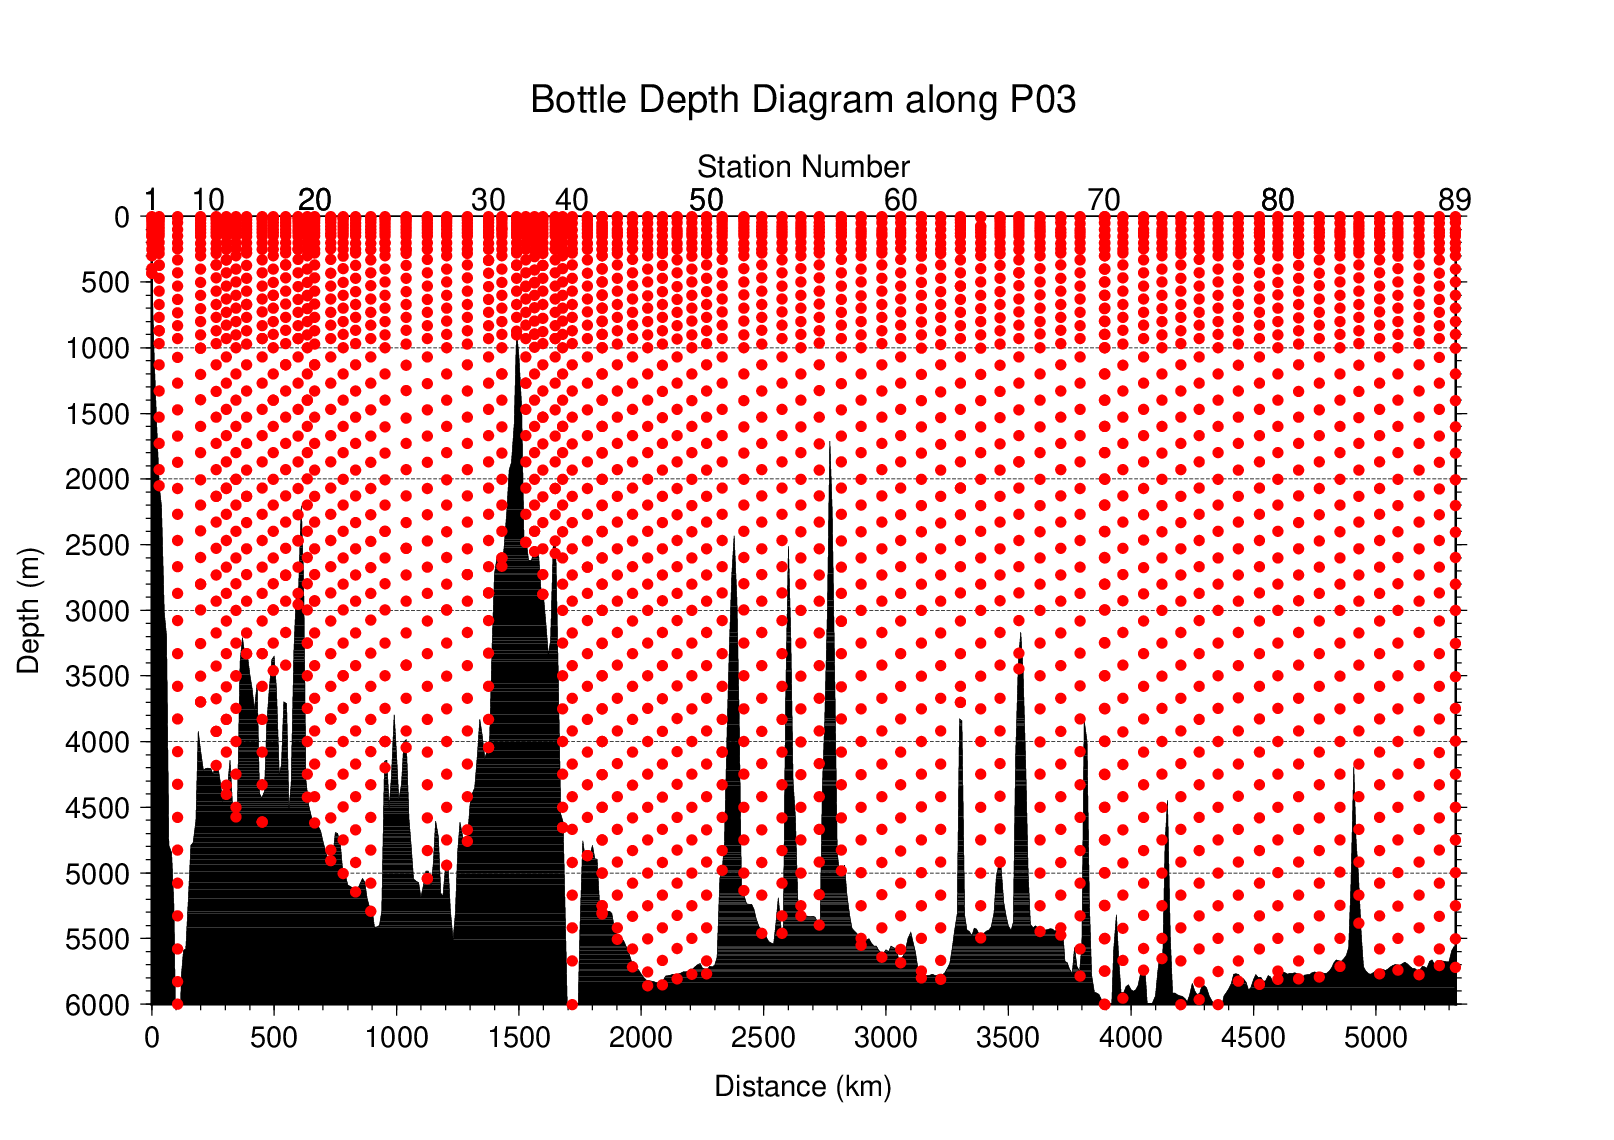 Bottle Depth Diagram along P03
Station Number
1 10 20 30 40 50 60 70 80 89
0
500
1000
1500
2000
2500
3000
3500
4000
4500
5000
5500
6000
Depth (m)
0 500 1000 1500 2000 2500 3000 3500 4000 4500 5000
Distance (km)